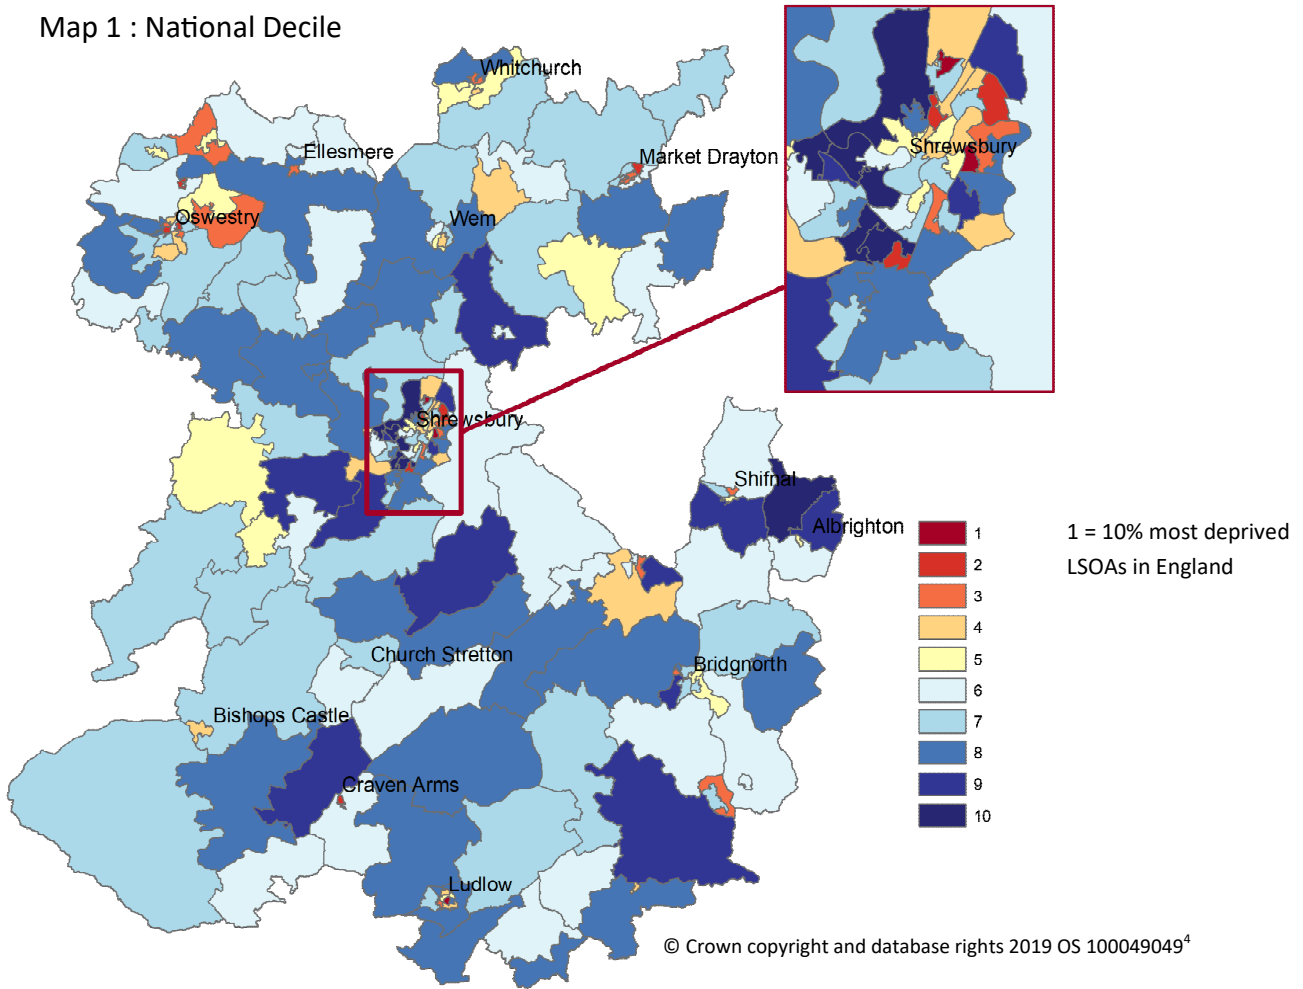 Map 1 : National Decile
Whitchurch
Ellesmere
Market Drayton
Shrewsbury
Oswestry
Wem
Shrewsbury
Shifnal
Albrighton
1
2
3
4
5
6
7
8
9
10
1 = 10% most deprived
LSOAs in England
Church Stretton
Bridgnorth
Bishops Castle
Craven Arms
Ludlow
© Crown copyright and database rights 2019 OS 100049049⁴